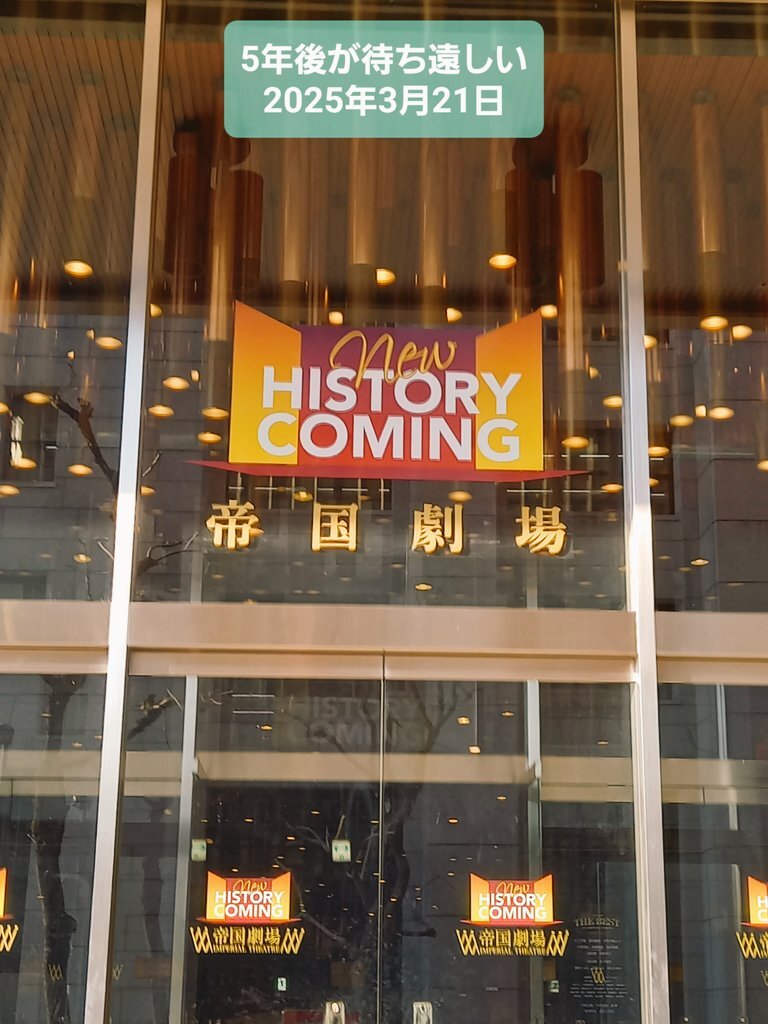 5年後が待ち遠しい
2025年3月21日
New
HISTORY
COMING
帝国劇場
HISTORY
COMING
New
HISTORY
COMING
帝国劇場
IMPERIAL THEATRE
New
HISTORY
COMING
帝国劇場
IMPERIAL THEATRE
THE BEST